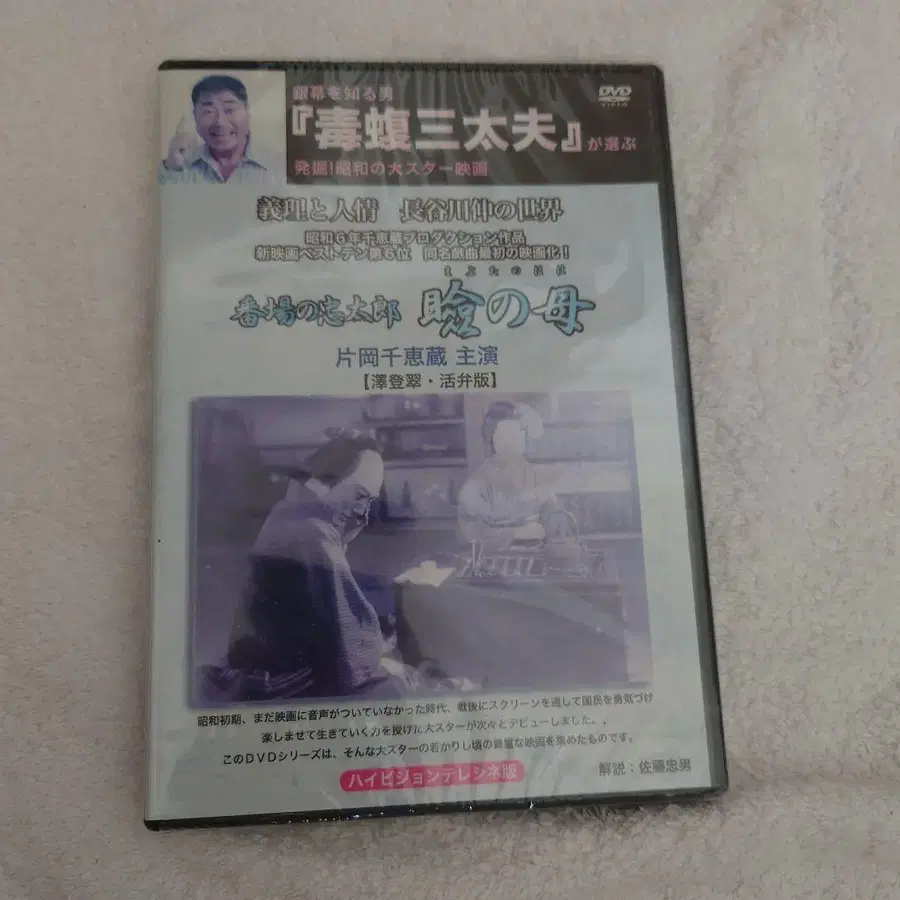 銀幕を知る男
『毒蝮三太夫』が選ぶ
発掘!昭和の大スター映画
DVD
VIDEO
義理と人情 長谷川伸の世界
昭和6年千恵蔵プロダクション作品
新映画ベストテン第6位 同名戯曲最初の映画化!
まぶたのはは
番場の忠太郎 瞼の母
片岡千恵蔵 主演
【澤登翠・活弁版】
昭和初期、まだ映画に音声がついていなかった時代、戦後にスクリーンを通して国民を勇気づけ
楽しませて生きていく力を授けた大スターが次々とデビューしました。
このDVDシリーズは、そんな大スターの若かりし頃の貴重な映画を集めたものです。
ハイビジョンテレシネ版
解説:佐藤忠男